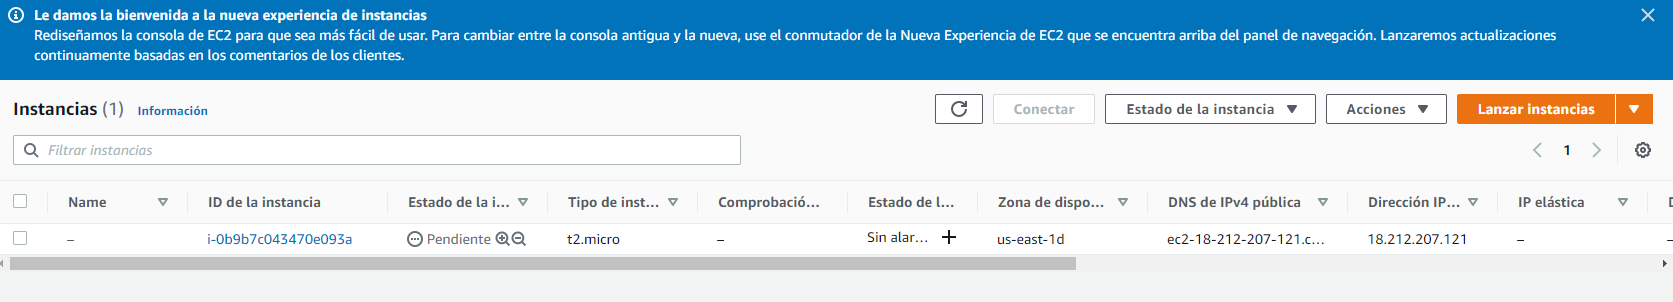 Le damos la bienvenida a la nueva experiencia de instancias
Rediseñamos la consola de EC2 para que sea más fácil de usar. Para cambiar entre la consola antigua y la nueva, use el conmutador de la Nueva Experiencia de EC2 que se encuentra arriba del panel de navegación. Lanzaremos actualizaciones
continuamente basadas en los comentarios de los clientes.
Instancias (1) Información Conectar Estado de la instancia Acciones Lanzar instancias
Filtrar instancias 1
Name ID de la instancia Estado de la i... Tipo de inst... Comprobació... Estado de l... Zona de dispo... DNS de IPv4 pública Dirección IP... IP elástica D
– i-0b9b7c043470e093a Pendiente t2.micro – Sin alar... us-east-1d ec2-18-212-207-121.c... 18.212.207.121 – –